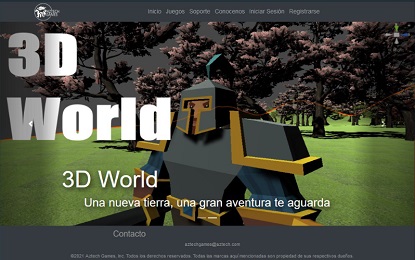 Inicio Juegos Soporte Conocenos Iniciar Sesión Registrarse
3D
World
3D World
Una nueva tierra, una gran aventura te aguarda
Contacto
aztechgames@aztech.com
©2021 Aztech Games, Inc. Todos los derechos reservados. Todas las marcas aquí mencionadas son propiedad de sus respectivos dueños.